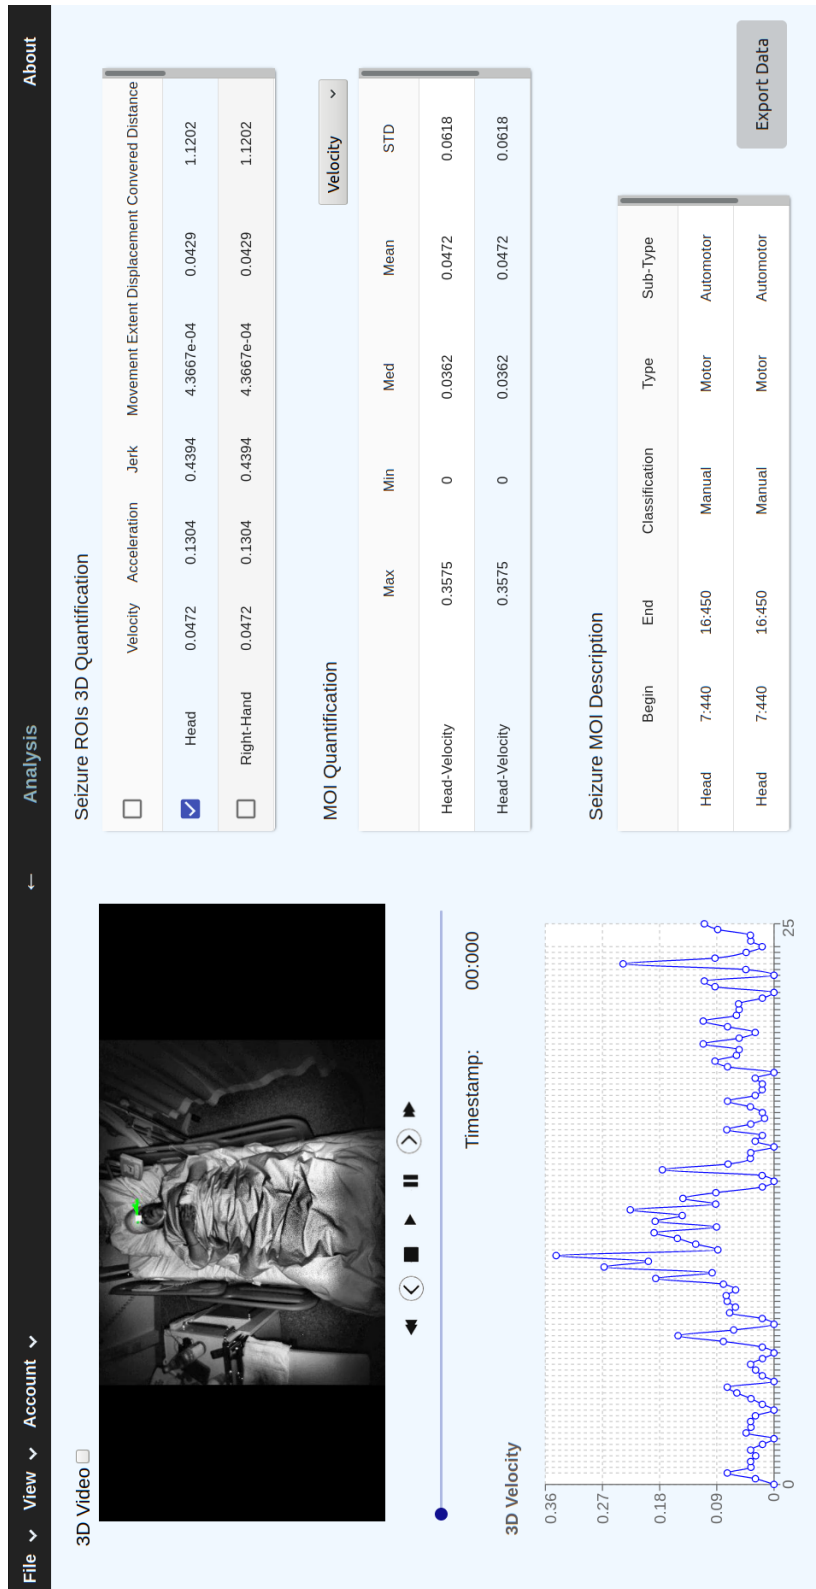 File View Account ← Analysis About
3D Video
Timestamp: 00:000
3D Velocity
0.36
0.27
0.18
0.09
0
0 25
Seizure ROIs 3D Quantification
Velocity Acceleration Jerk Movement Extent Displacement Convered Distance
Head 0.0472 0.1304 0.4394 4.3667e-04 0.0429 1.1202
Right-Hand 0.0472 0.1304 0.4394 4.3667e-04 0.0429 1.1202
MOI Quantification Velocity
Max Min Med Mean STD
Head-Velocity 0.3575 0 0.0362 0.0472 0.0618
Head-Velocity 0.3575 0 0.0362 0.0472 0.0618
Seizure MOI Description
Begin End Classification Type Sub-Type
Head 7:440 16:450 Manual Motor Automotor
Head 7:440 16:450 Manual Motor Automotor
Export Data